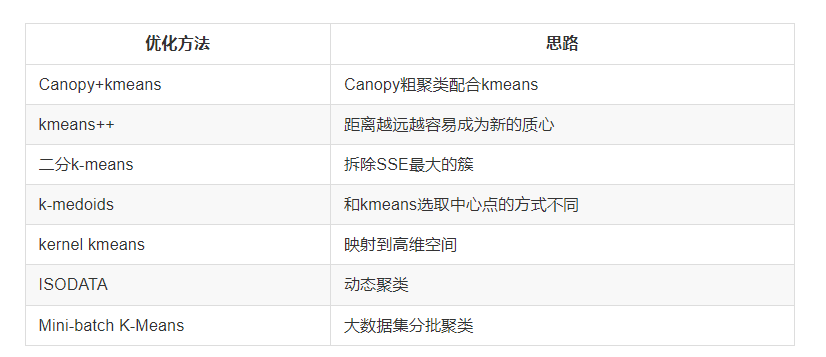 优化方法 思路
Canopy+kmeans Canopy粗聚类配合kmeans
kmeans++ 距离越远越容易成为新的质心
二分k-means 拆除SSE最大的簇
k-medoids 和kmeans选取中心点的方式不同
kernel kmeans 映射到高维空间
ISODATA 动态聚类
Mini-batch K-Means 大数据集分批聚类